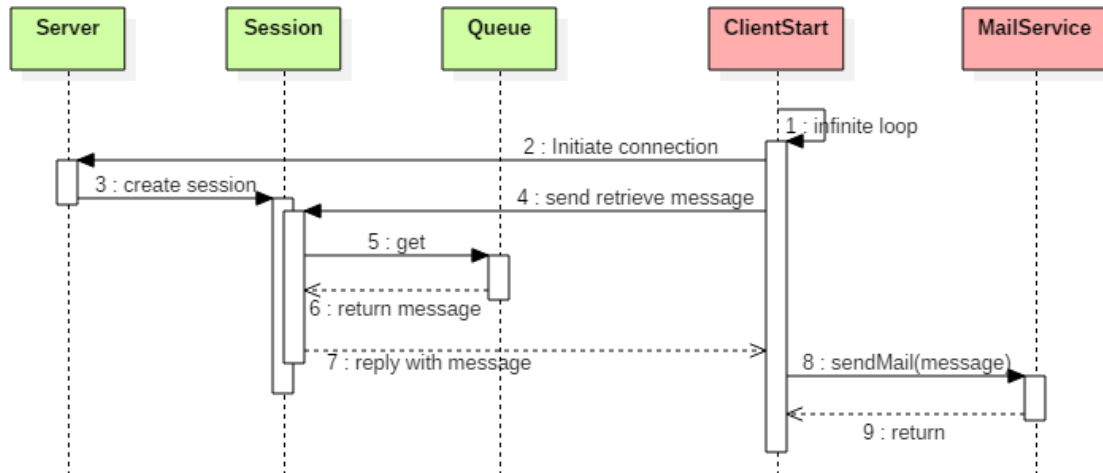 Server
Session
Queue
ClientStart
MailService
1 : infinite loop
2 : Initiate connection
3 : create session
4 : send retrieve message
5 : get
6 : return message
7 : reply with message
8 : sendMail(message)
9 : return